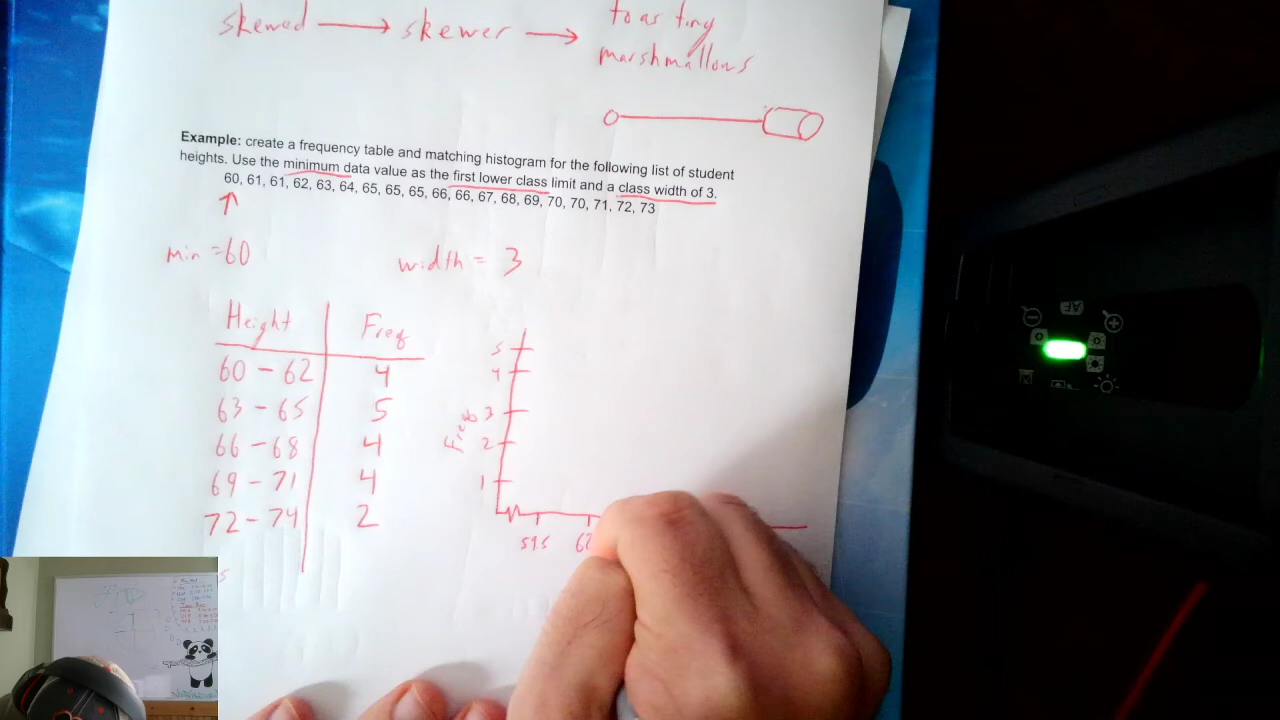 skewed → skewer → toasting
marshmallows
Example: create a frequency table and matching histogram for the following list of student
heights. Use the minimum data value as the first lower class limit and a class width of 3.
60, 61, 61, 62, 63, 64, 65, 65, 65, 66, 66, 67, 68, 69, 70, 70, 71, 72, 73
min = 60 width = 3
Height Freq
60 - 62 4
63 - 65 5
66 - 68 4
69 - 71 4
72 - 74 2
5
4
3
Freq
2
1
59.5
AF